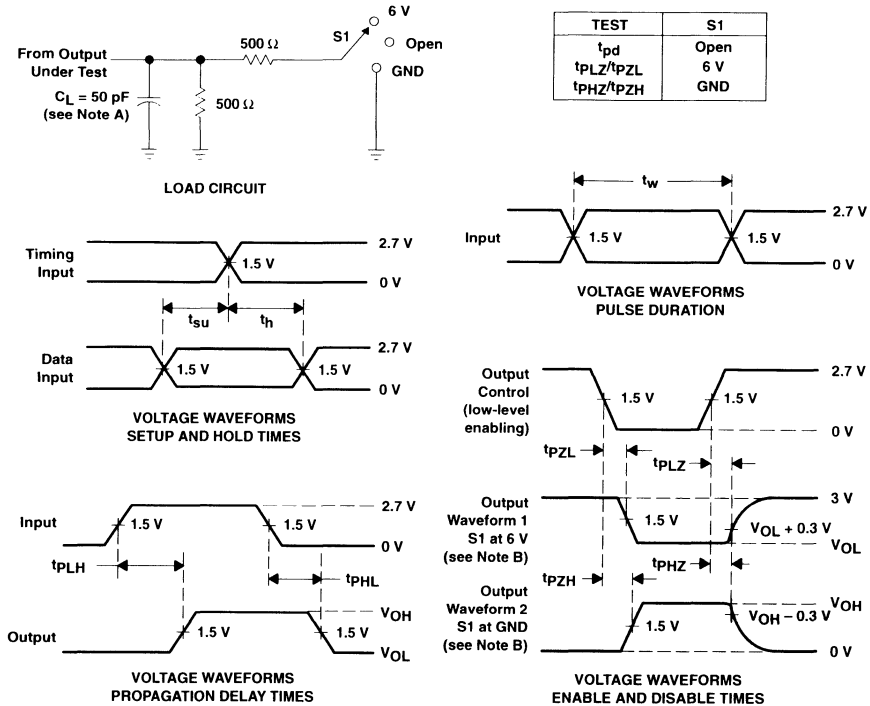 6 V
S1
Open
GND
500 Ω
From Output
Under Test
CL = 50 pF
(see Note A)
500 Ω
LOAD CIRCUIT
TEST S1
tpd Open
tPLZ/tPZL 6 V
tPHZ/tPZH GND
tw
2.7 V
Input
1.5 V 1.5 V
0 V
VOLTAGE WAVEFORMS
PULSE DURATION
Timing
Input
2.7 V
1.5 V
0 V
tsu th
Data
Input
2.7 V
1.5 V 1.5 V
0 V
VOLTAGE WAVEFORMS
SETUP AND HOLD TIMES
Input
2.7 V
1.5 V 1.5 V
0 V
tPLH tPHL
Output
VOH
1.5 V 1.5 V
VOL
VOLTAGE WAVEFORMS
PROPAGATION DELAY TIMES
Output
Control
(low-level
enabling)
2.7 V
1.5 V 1.5 V
0 V
tPZL tPLZ
Output
Waveform 1
S1 at 6 V
(see Note B)
3 V
1.5 V
VOL + 0.3 V
VOL
tPZH tPHZ
Output
Waveform 2
S1 at GND
(see Note B)
VOH
VOH − 0.3 V
1.5 V
0 V
VOLTAGE WAVEFORMS
ENABLE AND DISABLE TIMES